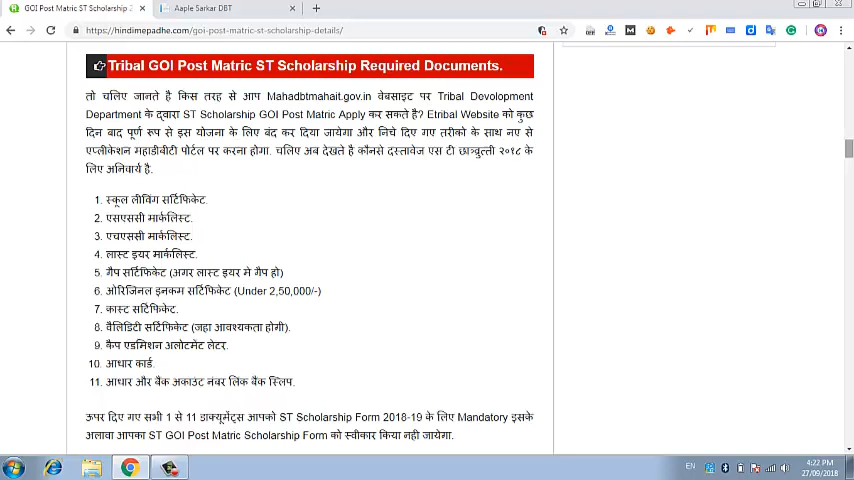 GOI Post Matric ST Scholarship 2
Aaple Sarkar DBT
https://hindimepadhe.com/goi-post-matric-st-scholarship-details/
Tribal GOI Post Matric ST Scholarship Required Documents.
तो चलिए जानते है किस तरह से आप Mahadbtmahait.gov.in वेबसाइट पर Tribal Devolopment
Department के दवारा ST Scholarship GOI Post Matric Apply कर सकते है? Etribal Website को कुछ
दिन बाद पूर्ण रूप से इस योजना के लिए बंद कर दिया जायेगा और निचे दिए गए तरीको के साथ नए से
एप्लीकेशन महाडीबीटी पोर्टल पर करना होगा. चलिए अब देखते है कौनसे दस्तावेज एस टी छात्रवृत्ती २०१८ के
लिए अनिवार्य है.
1. स्कूल लीविंग सर्टिफिकेट.
2. एसएससी मार्कलिस्ट.
3. एचएससी मार्कलिस्ट.
4. लास्ट इयर मार्कलिस्ट.
5. गैप सर्टिफिकेट (अगर लास्ट इयर मे गैप हो)
6. ओरिजिनल इनकम सर्टिफिकेट (Under 2,50,000/-)
7. कास्ट सर्टिफिकेट.
8. वैलिडिटी सर्टिफिकेट (जहा आवश्यकता होगी).
9. कैप एडमिशन अलोटमेंट लेटर.
10. आधार कार्ड.
11. आधार और बैंक अकाउंट नंबर लिंक बैंक स्लिप.
ऊपर दिए गए सभी 1 से 11 डाक्यूमेंट्स आपको ST Scholarship Form 2018-19 के लिए Mandatory इसके
अलावा आपका ST GOI Post Matric Scholarship Form को स्वीकार किया नही जायेगा.
EN
4:22 PM
27/09/2018